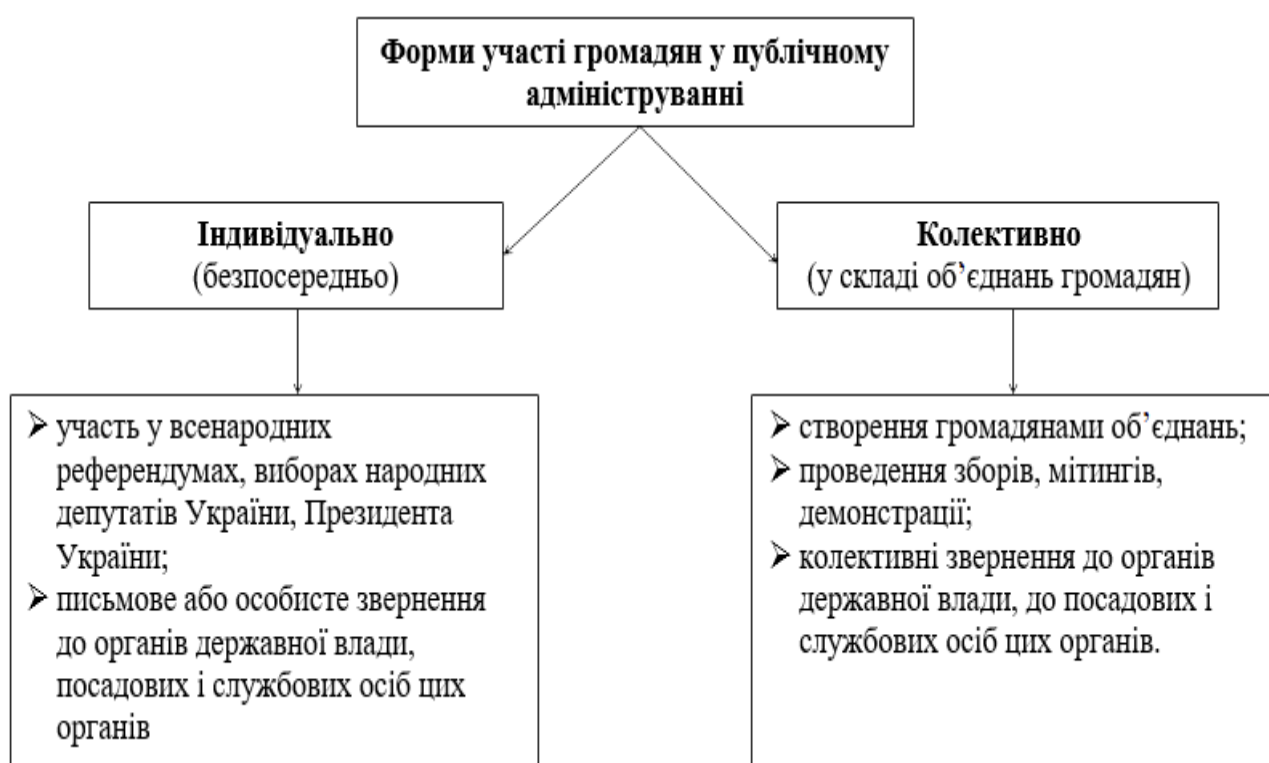 Форми участі громадян у публічному
адмініструванні
Індивідуально
(безпосередньо)
Колективно
(у складі об’єднань громадян)
➢ участь у всенародних
референдумах, виборах народних
депутатів України, Президента
України;
➢ письмове або особисте звернення
до органів державної влади,
посадових і службових осіб цих
органів
➢ створення громадянами об’єднань;
➢ проведення зборів, мітингів,
демонстрації;
➢ колективні звернення до органів
державної влади, до посадових і
службових осіб цих органів.